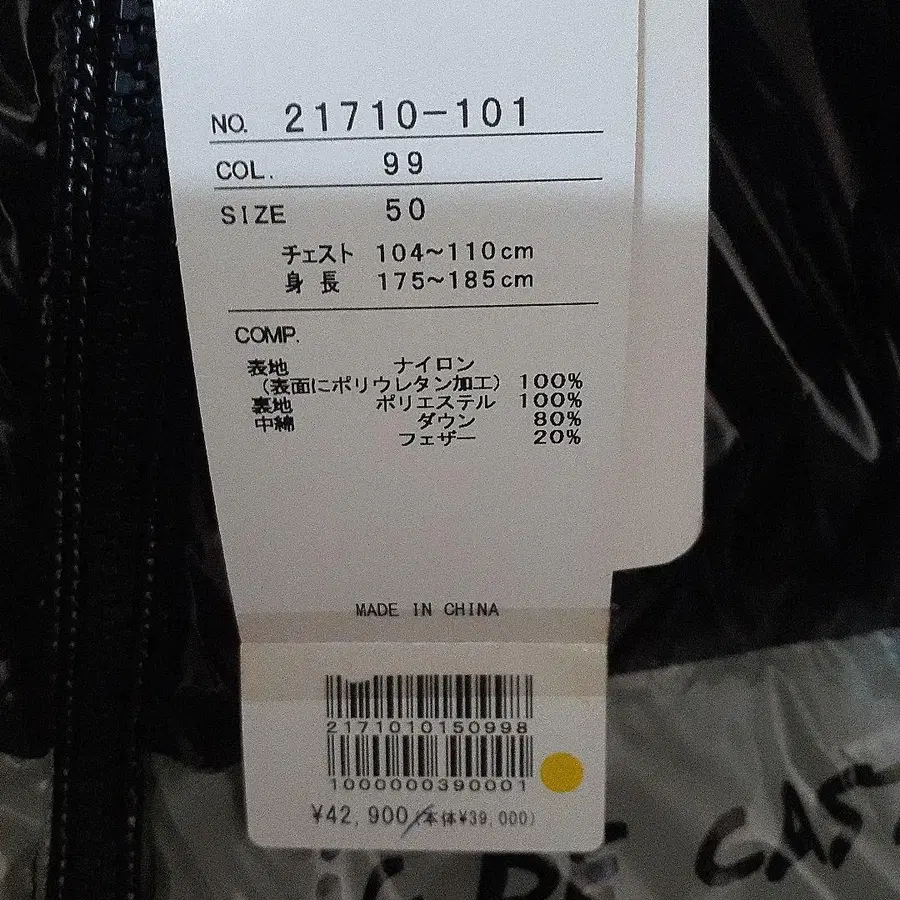 NO. 21710-101
COL. 99
SIZE 50
チェスト 104~110cm
身長 175~185cm
COMP.
表地 ナイロン
(表面にポリウレタン加工) 100%
裏地 ポリエステル 100%
中綿 ダウン 80%
フェザー 20%
MADE IN CHINA
2171010150998
1000000390001
¥42,900(本体¥39,000)
DE CAST